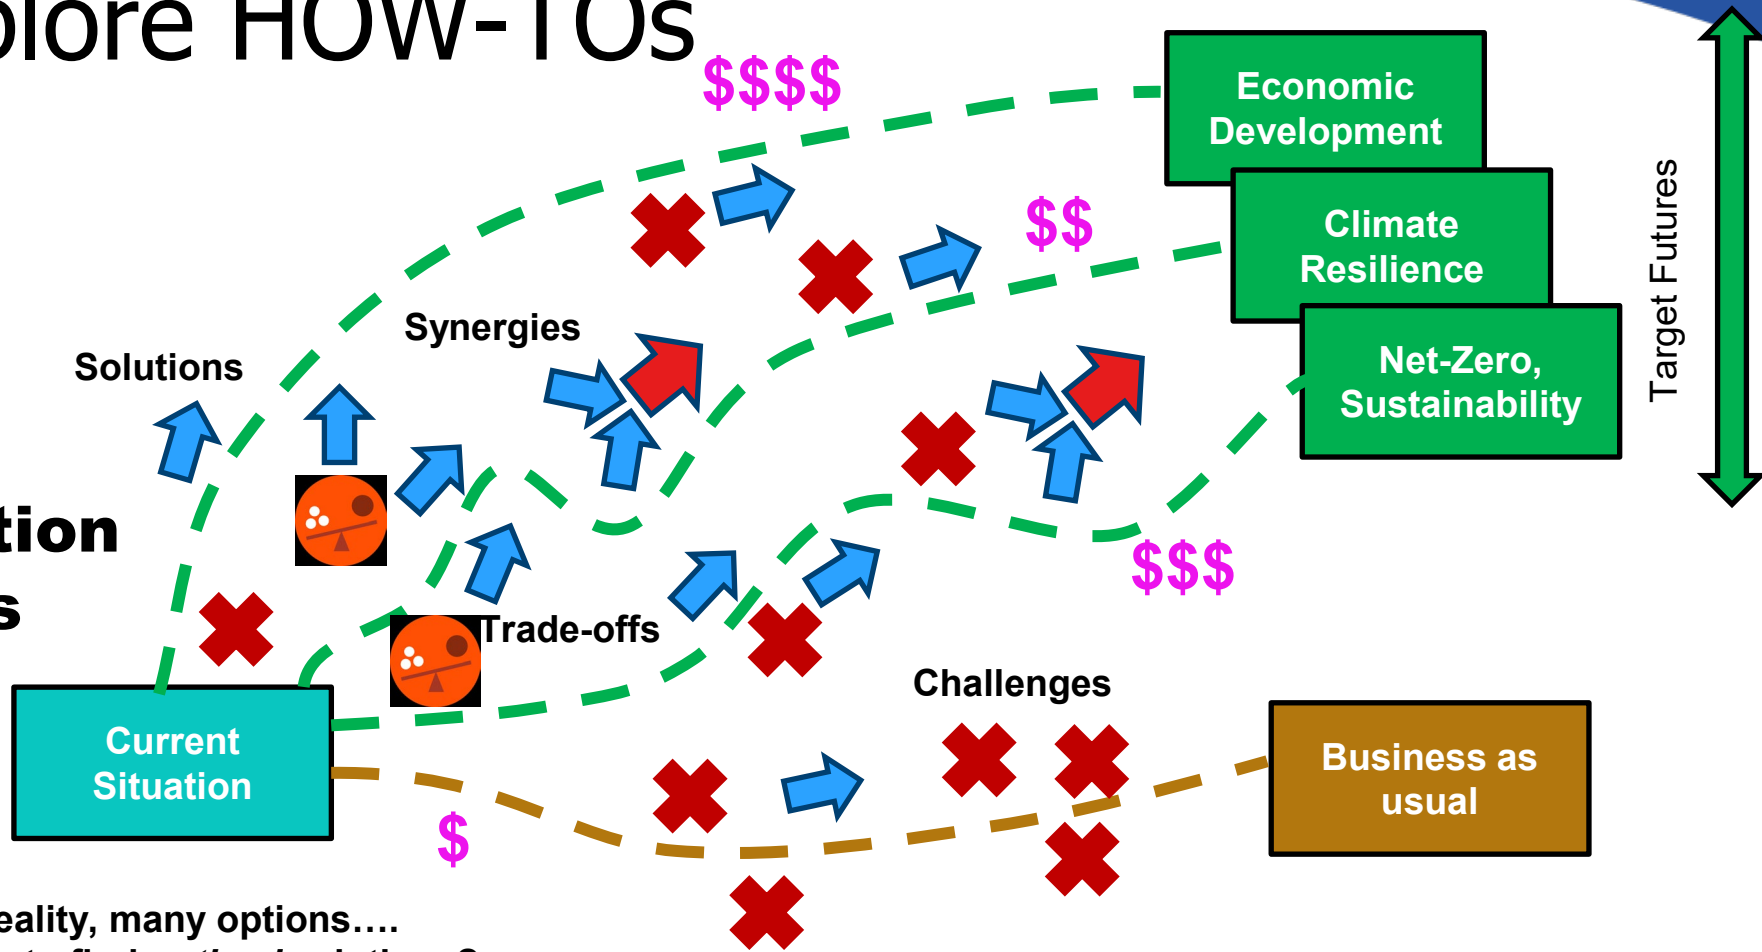 plore HOW-TOs
$$$$
Economic
Development
Climate
Resilience
Net-Zero,
Sustainability
Target Futures
$$
Synergies
Solutions
tion
s
$$$
Trade-offs
Challenges
Current
Situation
Business as
usual
$
eality, many options….